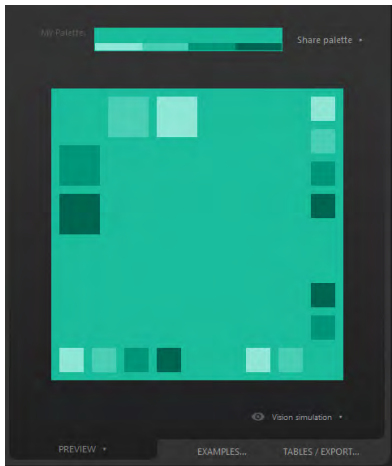 My Palette:
Share palette
Vision simulation
PREVIEW
EXAMPLES...
TABLES / EXPORT...